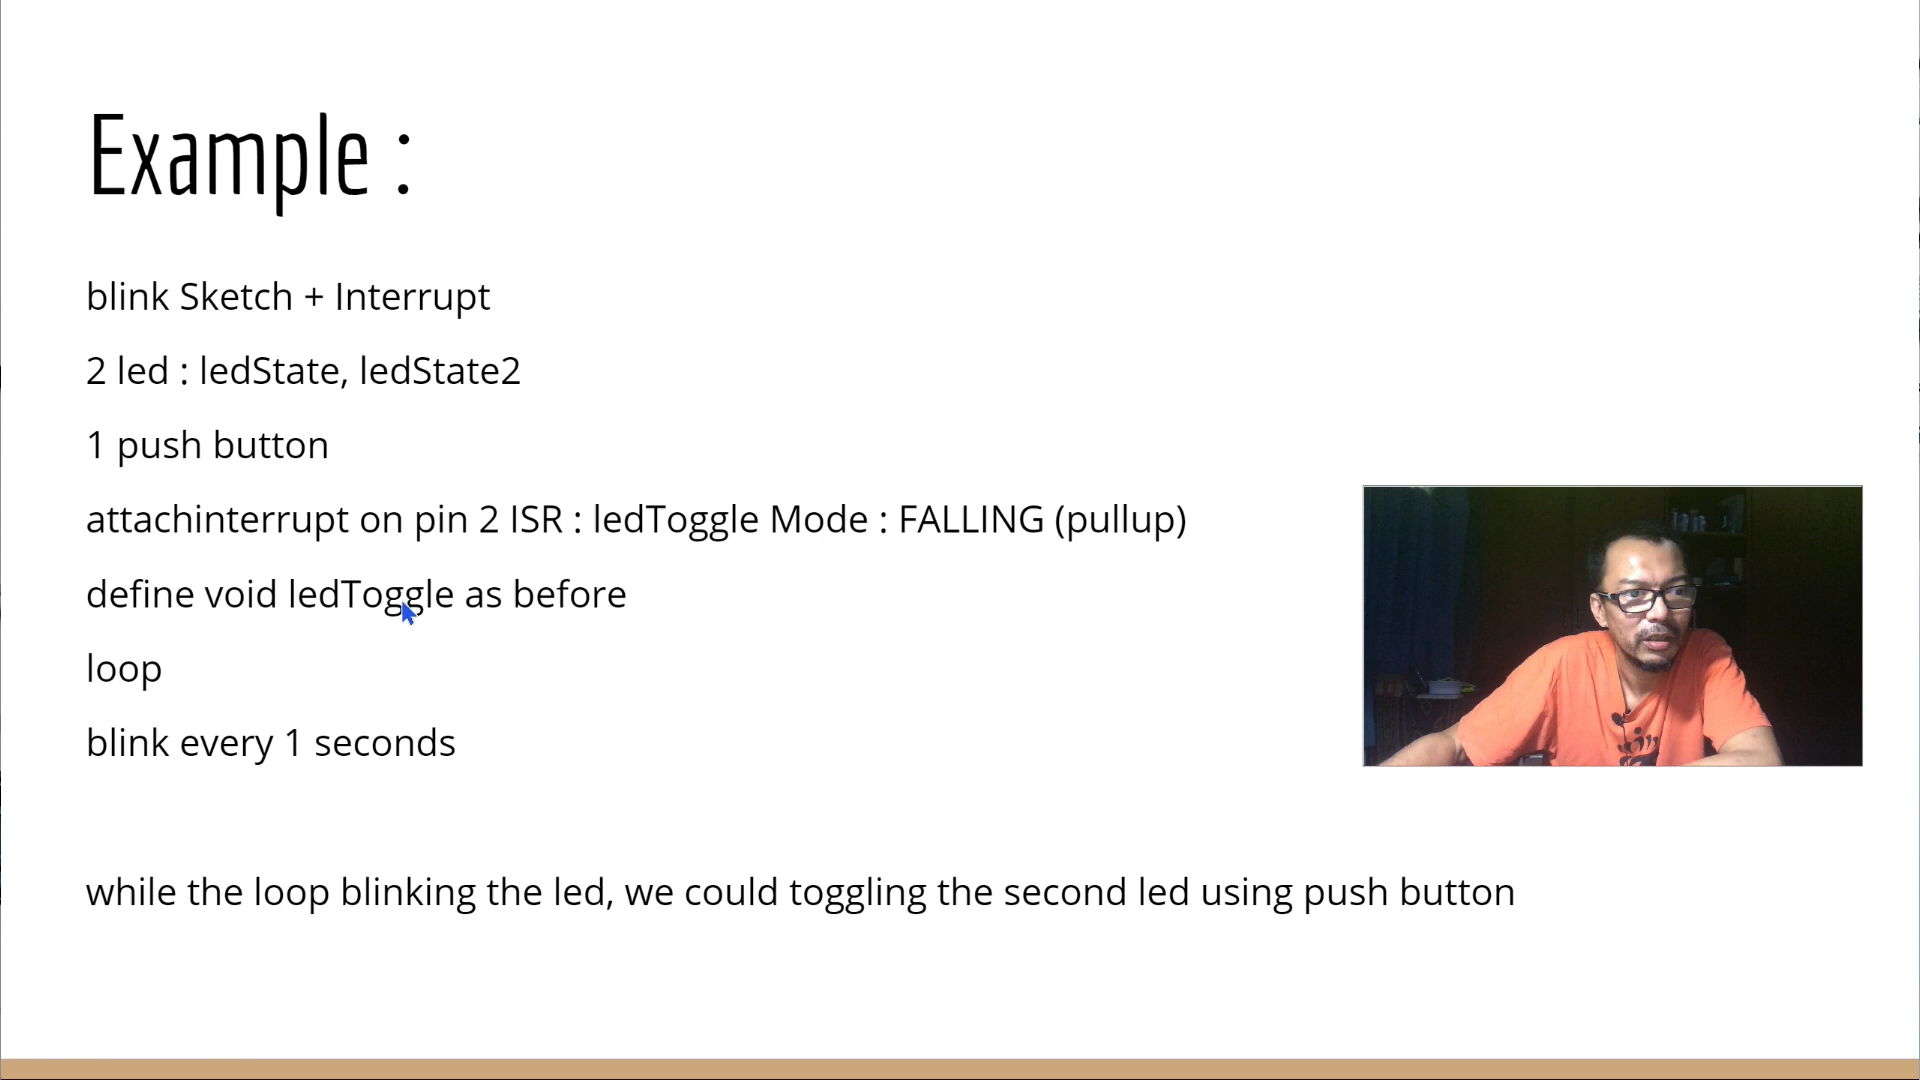 Example :
blink Sketch + Interrupt
2 led : ledState, ledState2
1 push button
attachinterrupt on pin 2 ISR : ledToggle Mode : FALLING (pullup)
define void ledToggle as before
loop
blink every 1 seconds
while the loop blinking the led, we could toggling the second led using push button